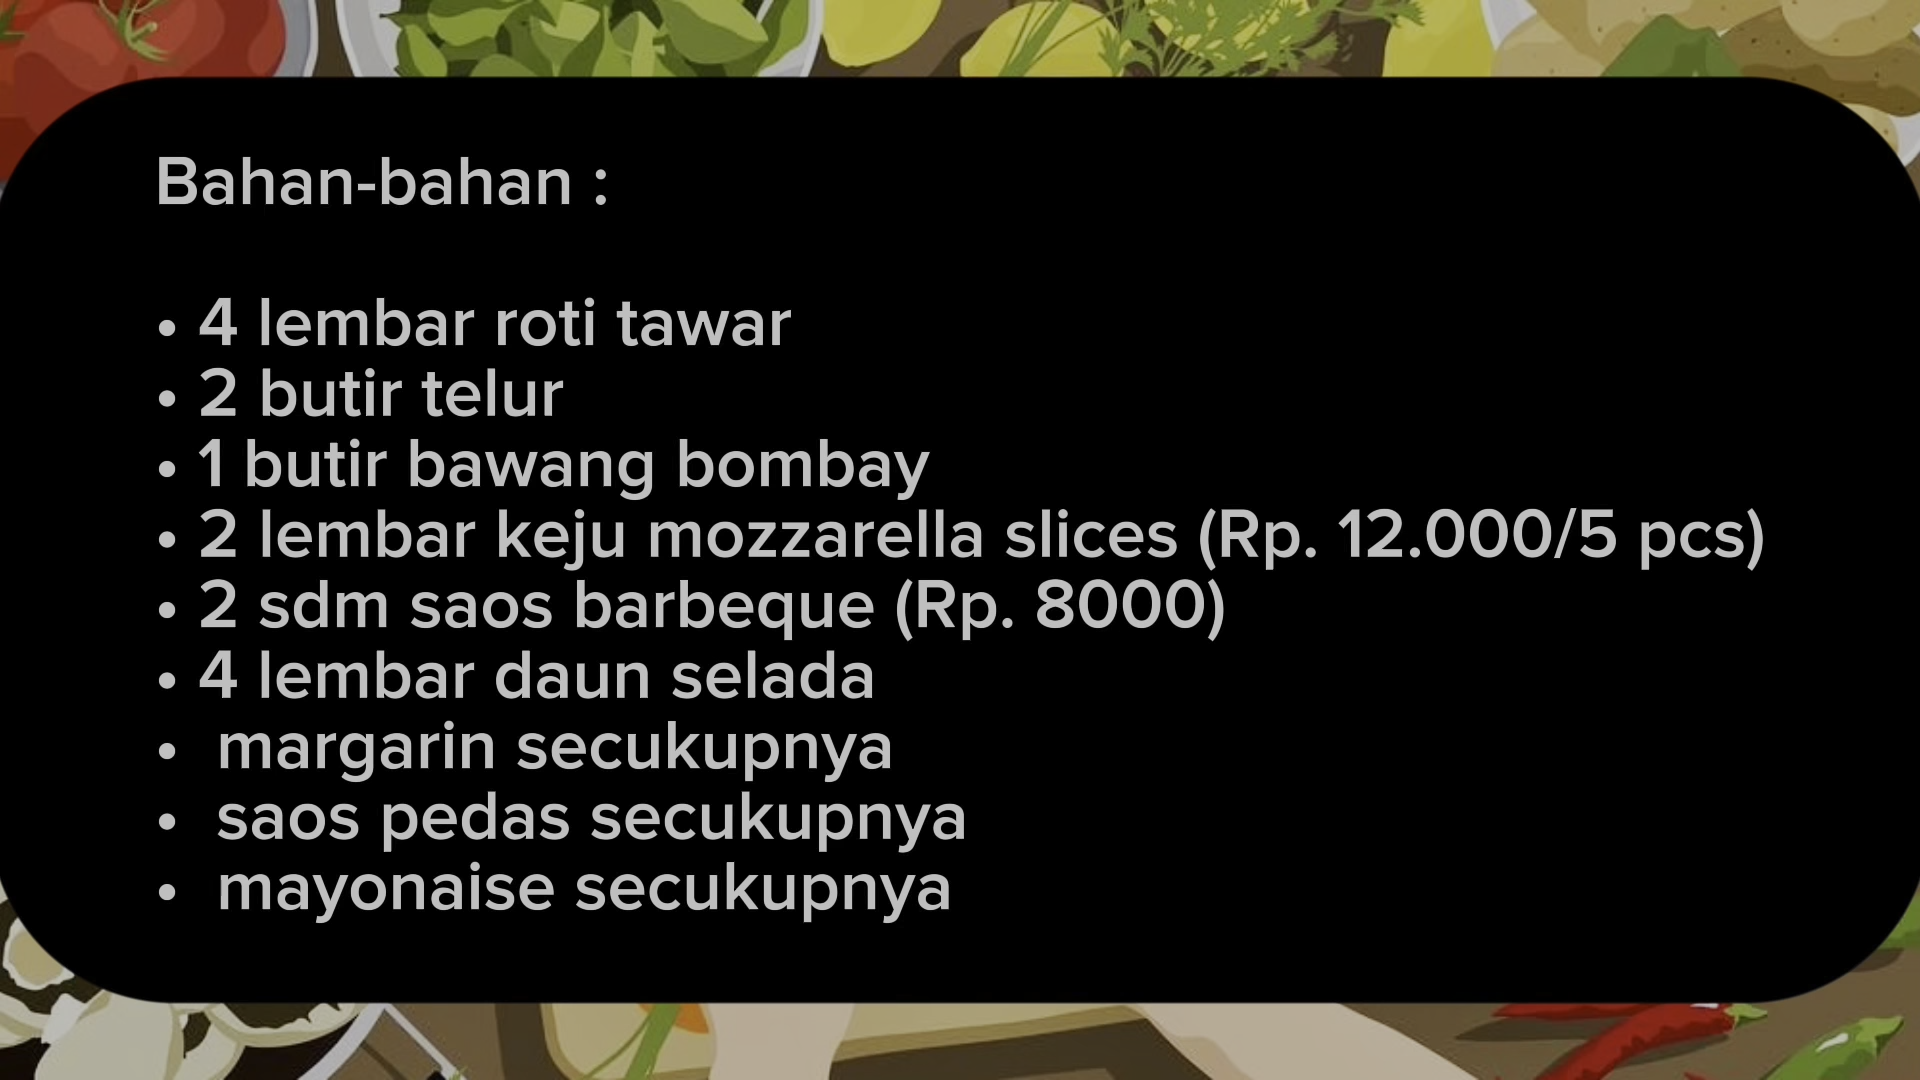 Bahan-bahan :
• 4 lembar roti tawar
• 2 butir telur
• 1 butir bawang bombay
• 2 lembar keju mozzarella slices (Rp. 12.000/5 pcs)
• 2 sdm saos barbeque (Rp. 8000)
• 4 lembar daun selada
• margarin secukupnya
• saos pedas secukupnya
• mayonaise secukupnya